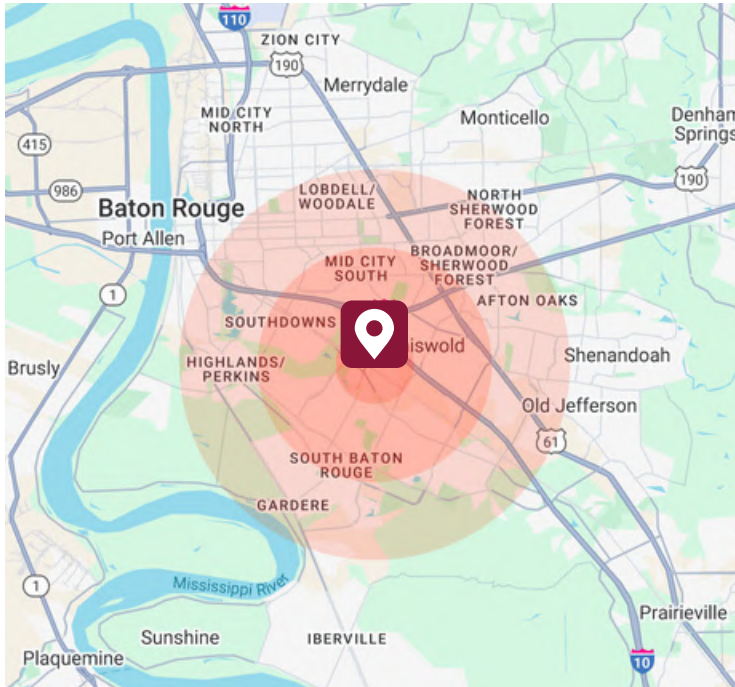 110
ZION CITY
190
Merrydale
MID CITY
NORTH
Monticello
Denham
Springs
415
986
190
LOBDELL/
WOODALE
NORTH
SHERWOOD
FOREST
Baton Rouge
Port Allen
MID CITY
SOUTH
BROADMOOR/
SHERWOOD
FOREST
1
AFTON OAKS
SOUTHDOWNS
iswold
Shenandoah
Brusly
HIGHLANDS/
PERKINS
Old Jefferson
61
SOUTH BATON
ROUGE
GARDERE
Mississippi River
1
Prairieville
Sunshine
IBERVILLE
Plaquemine
10